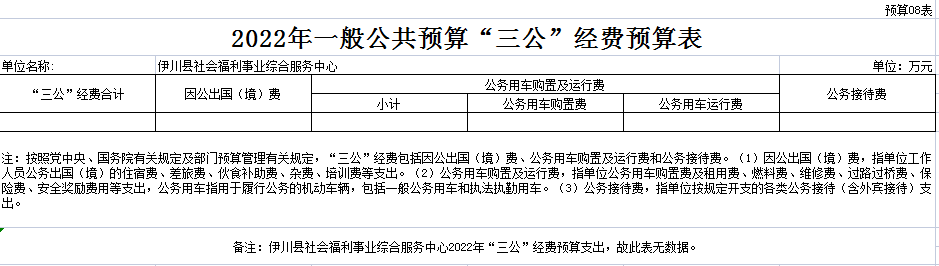 预算08表
2022年一般公共预算“三公”经费预算表
单位名称: 伊川县社会福利事业综合服务中心 单位：万元
“三公”经费合计 因公出国（境）费 公务用车购置及运行费 公务接待费
小计 公务用车购置费 公务用车运行费
注：按照党中央、国务院有关规定及部门预算管理有关规定，“三公”经费包括因公出国（境）费、公务用车购置及运行费和公务接待费。（1）因公出国（境）费，指单位工作
人员公务出国（境）的住宿费、差旅费、伙食补助费、杂费、培训费等支出。（2）公务用车购置及运行费，指单位公务用车购置费及租用费、燃料费、维修费、过路过桥费、保
险费、安全奖励费用等支出，公务用车指用于履行公务的机动车辆，包括一般公务用车和执法执勤用车。（3）公务接待费，指单位按规定开支的各类公务接待（含外宾接待）支
出。
备注：伊川县社会福利事业综合服务中心2022年“三公”经费预算支出，故此表无数据。